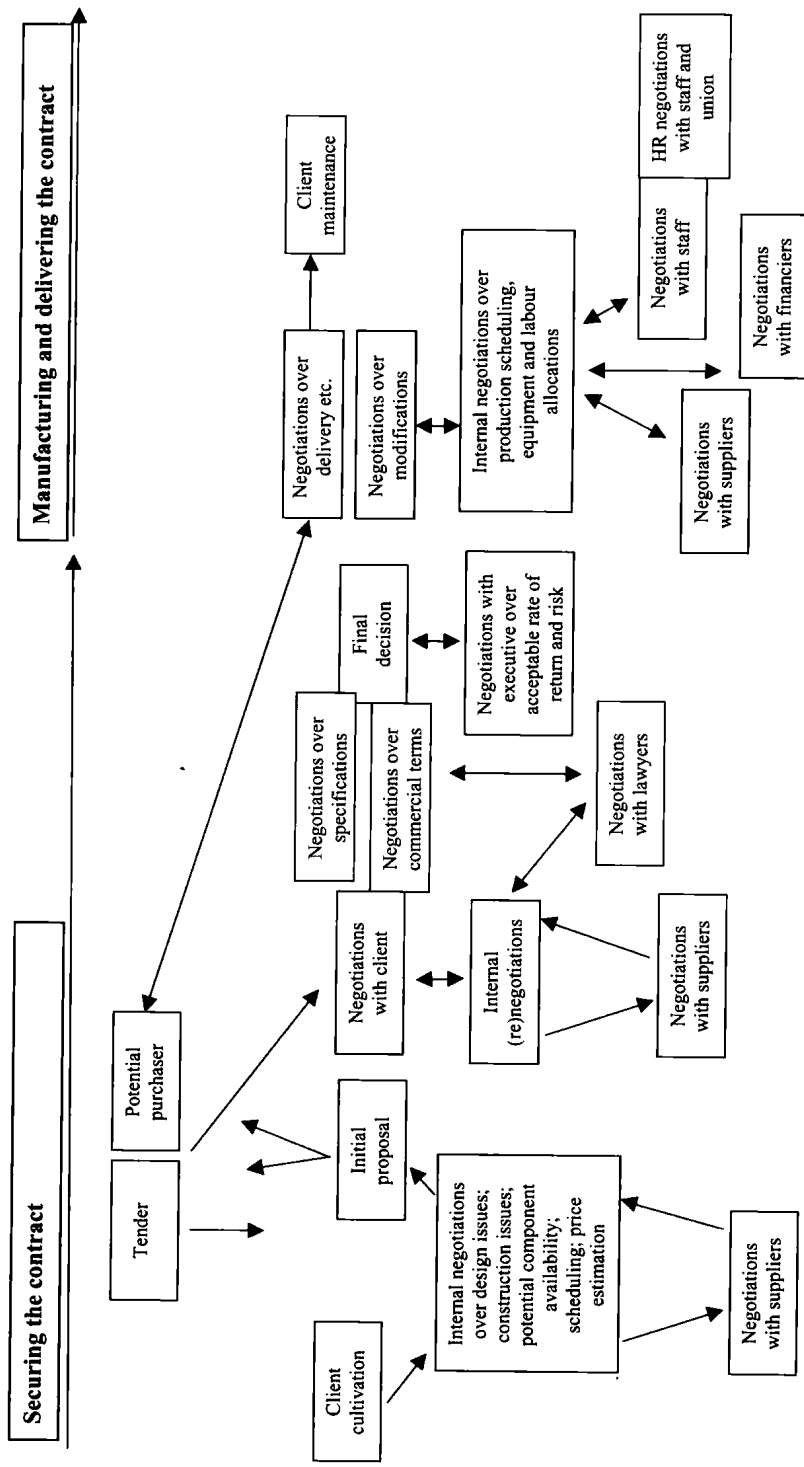 Securing the contract
Manufacturing and delivering the contract
Tender
Potential
purchaser
Client
cultivation
Initial
proposal
Negotiations
with client
Negotiations over
specifications
Negotiations over
commercial terms
Final
decision
Negotiations over
delivery etc.
Negotiations over
modifications
Client
maintenance
Internal negotiations
over design issues;
construction issues;
potential component
availability;
scheduling; price
estimation
Internal
(re)negotiations
Negotiations with
executive over
acceptable rate of
return and risk
Internal negotiations over
production scheduling,
equipment and labour
allocations
Negotiations
with suppliers
Negotiations
with suppliers
Negotiations
with lawyers
Negotiations
with suppliers
Negotiations
with financiers
Negotiations
with staff
HR negotiations
with staff and
union